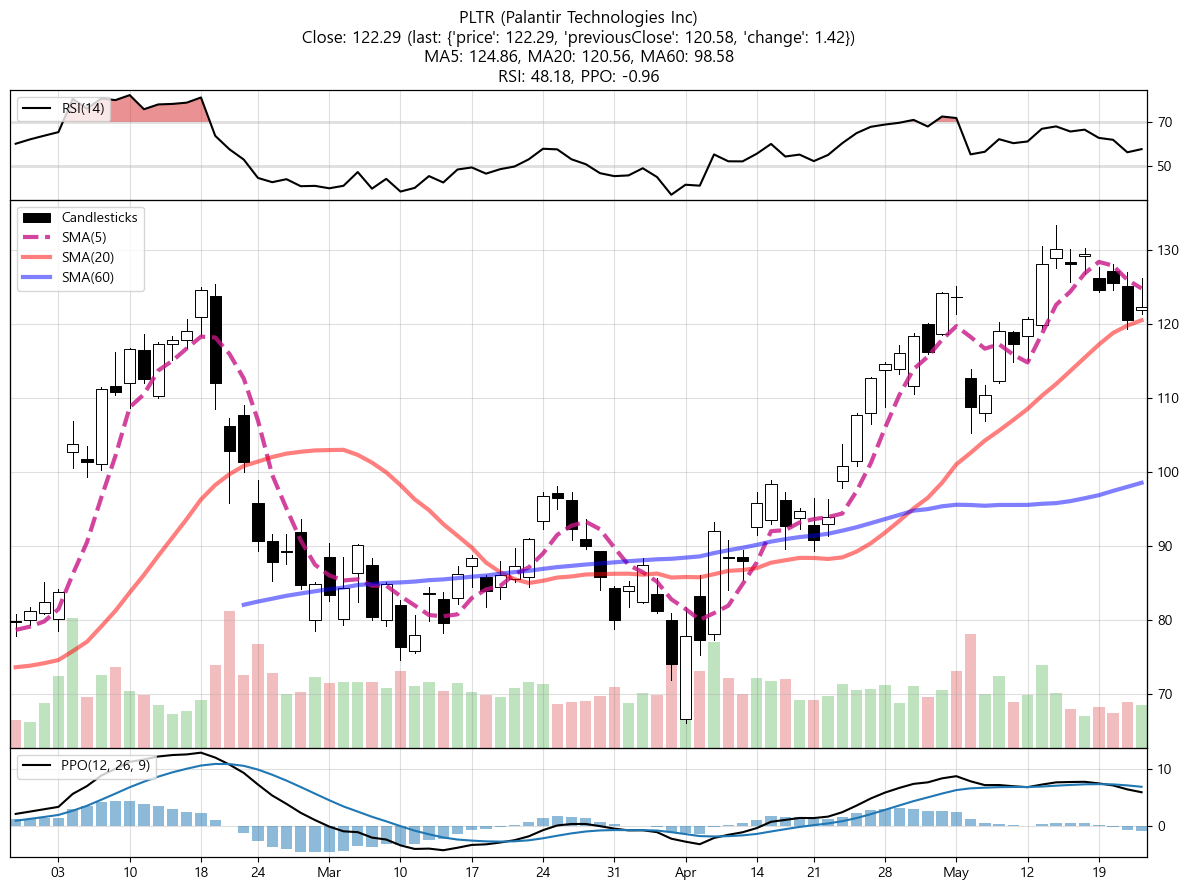 PLTR (Palantir Technologies Inc)
Close: 122.29 (last: {'price': 122.29, 'previousClose': 120.58, 'change': 1.42})
MA5: 124.86, MA20: 120.56, MA60: 98.58
RSI: 48.18, PPO: -0.96
RSI(14)
70
50
Candlesticks
SMA(5)
SMA(20)
SMA(60)
130
120
110
100
90
80
70
PPO(12, 26, 9)
10
0
03 10 18 24 Mar 10 17 24 31 Apr 14 21 28 May 12 19